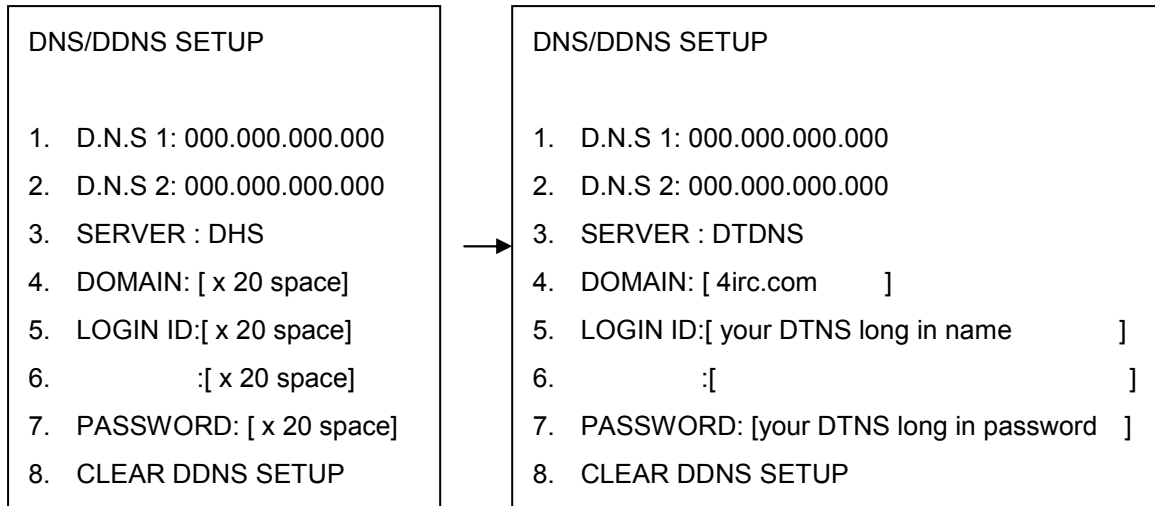 DNS/DDNS SETUP
1. D.N.S 1: 000.000.000.000
2. D.N.S 2: 000.000.000.000
3. SERVER : DHS
4. DOMAIN: [ x 20 space]
5. LOGIN ID:[ x 20 space]
6. :[ x 20 space]
7. PASSWORD: [ x 20 space]
8. CLEAR DDNS SETUP
DNS/DDNS SETUP
1. D.N.S 1: 000.000.000.000
2. D.N.S 2: 000.000.000.000
3. SERVER : DTDNS
4. DOMAIN: [ 4irc.com ]
5. LOGIN ID:[ your DTNS long in name ]
6. :[ ]
7. PASSWORD: [your DTNS long in password ]
8. CLEAR DDNS SETUP